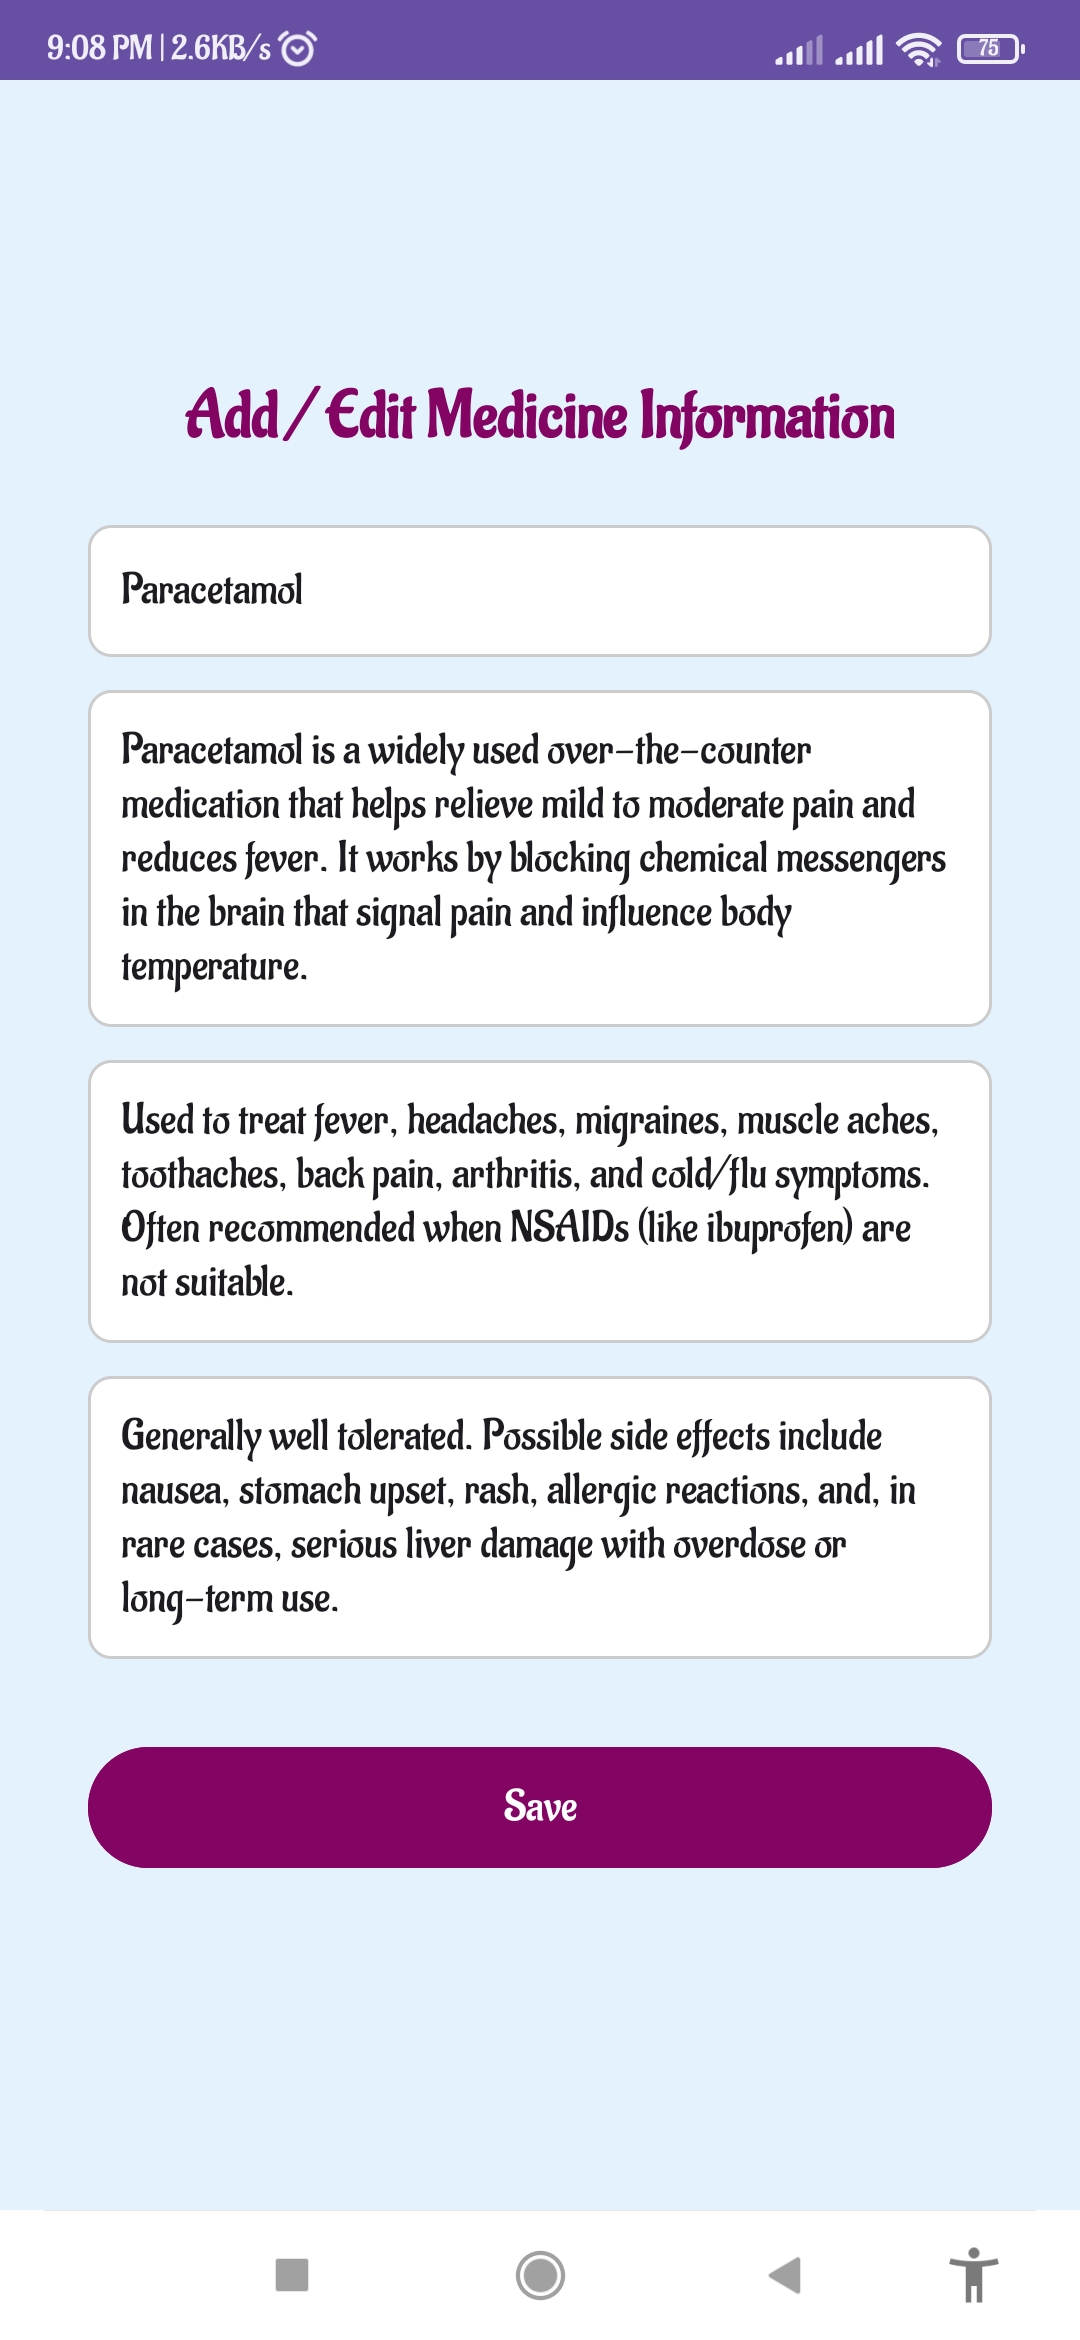 9:08 PM | 2.6KB/s
75
Add / Edit Medicine Information
Paracetamol
Paracetamol is a widely used over-the-counter
medication that helps relieve mild to moderate pain and
reduces fever. It works by blocking chemical messengers
in the brain that signal pain and influence body
temperature.
Used to treat fever, headaches, migraines, muscle aches,
toothaches, back pain, arthritis, and cold/flu symptoms.
Often recommended when NSAIDs (like ibuprofen) are
not suitable.
Generally well tolerated. Possible side effects include
nausea, stomach upset, rash, allergic reactions, and, in
rare cases, serious liver damage with overdose or
long-term use.
Save